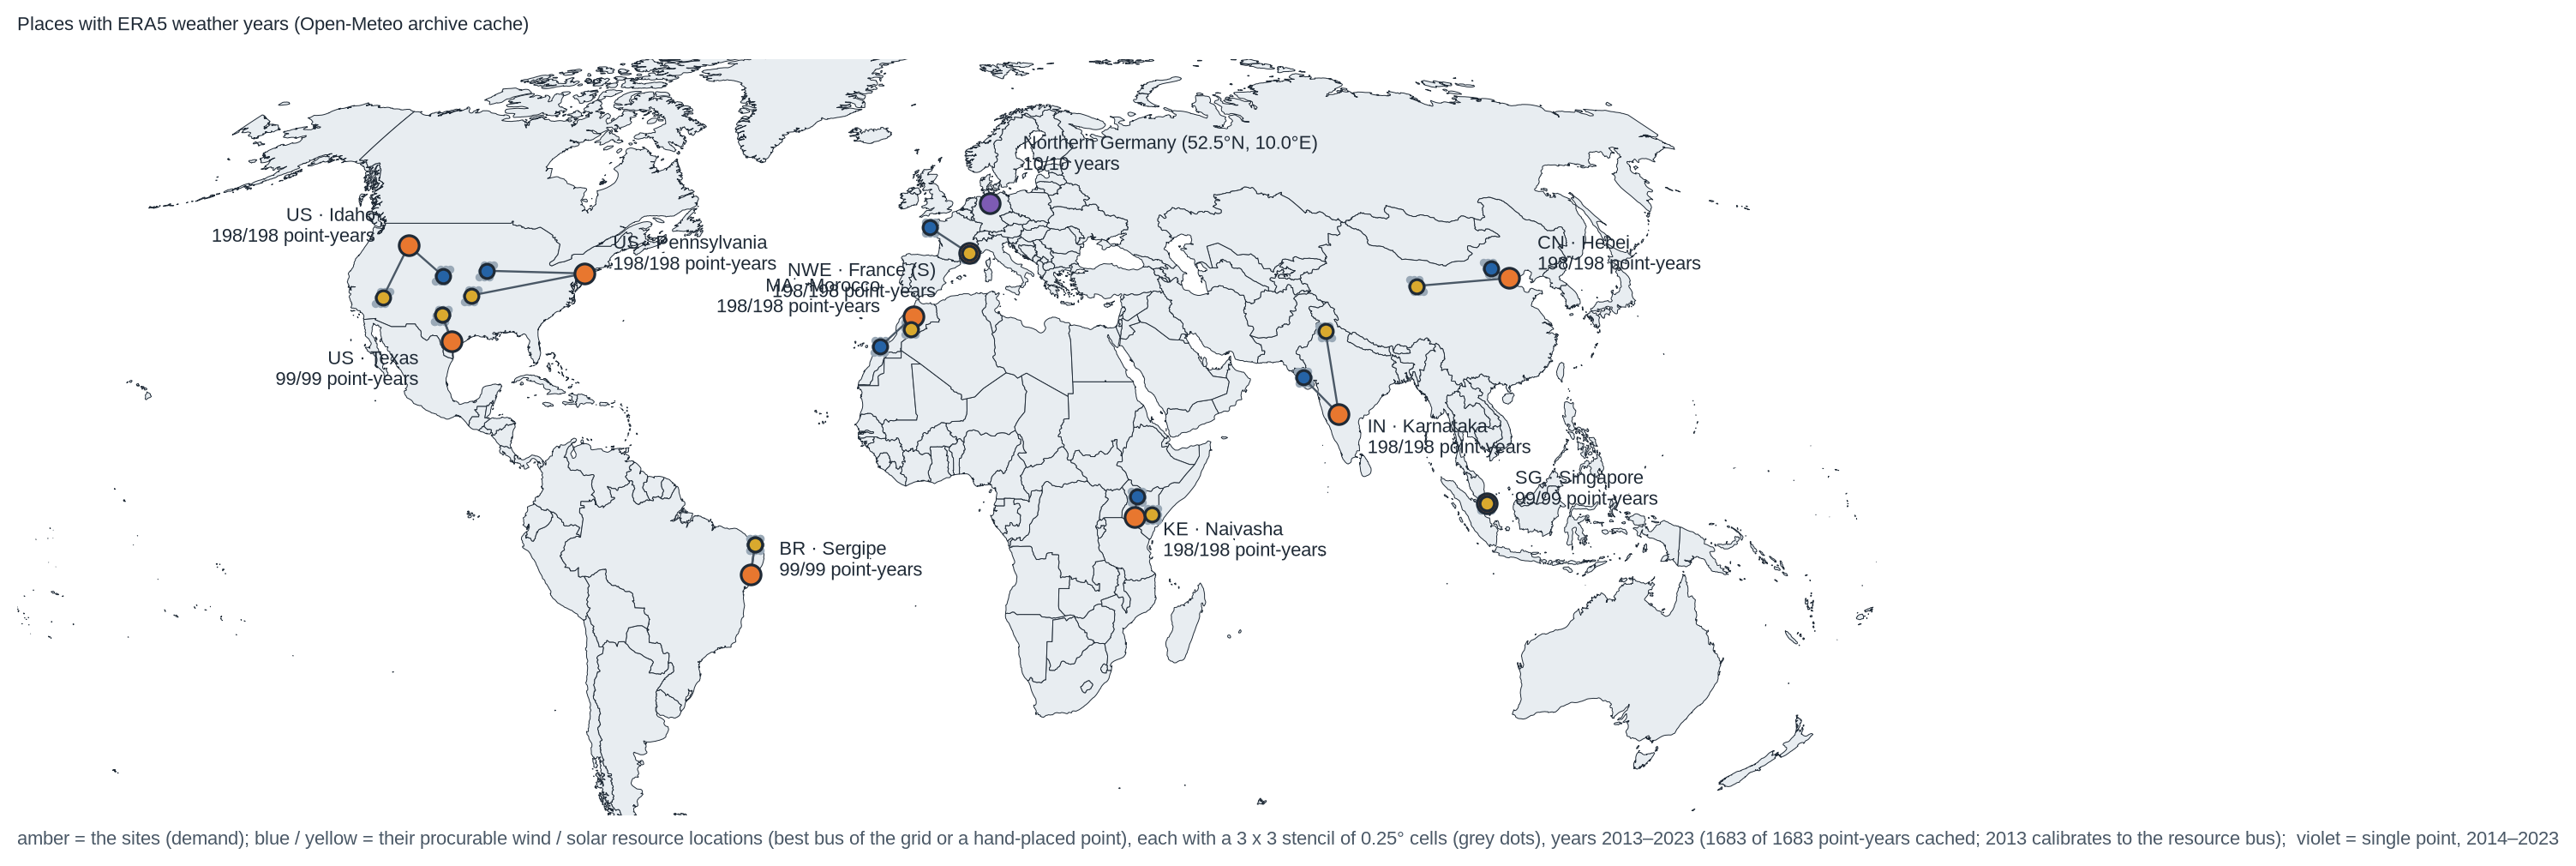 Places with ERA5 weather years (Open-Meteo archive cache)
Northern Germany (52.5°N, 10.0°E)
10/10 years
US · Idaho
198/198 point-years
US · Pennsylvania
198/198 point-years
CN · Hebei
198/198 point-years
NWE · France (S)
198/198 point-years
MA · Morocco
198/198 point-years
US · Texas
99/99 point-years
IN · Karnataka
198/198 point-years
SG · Singapore
99/99 point-years
KE · Naivasha
198/198 point-years
BR · Sergipe
99/99 point-years
amber = the sites (demand); blue / yellow = their procurable wind / solar resource locations (best bus of the grid or a hand-placed point), each with a 3 x 3 stencil of 0.25° cells (grey dots), years 2013–2023 (1683 of 1683 point-years cached; 2013 calibrates to the resource bus);  violet = single point, 2014–2023